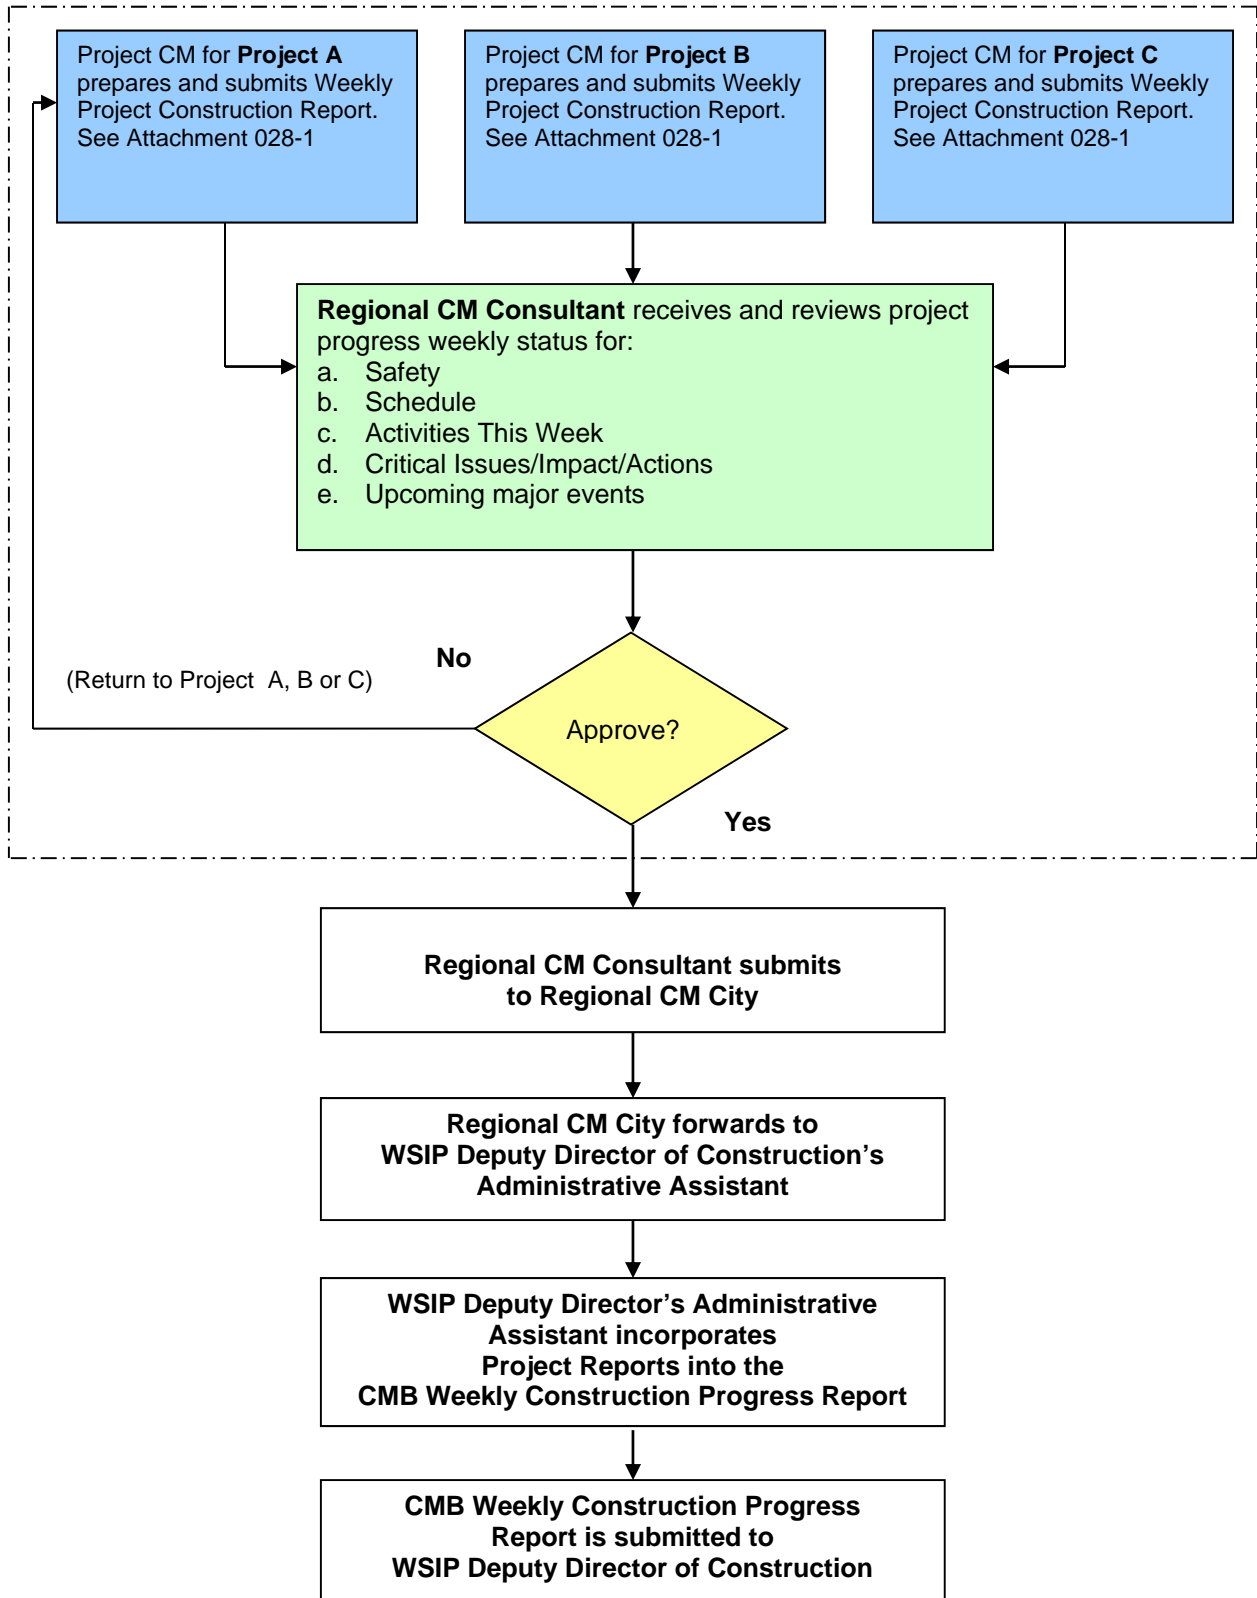 Project CM for Project A
prepares and submits Weekly
Project Construction Report.
See Attachment 028-1
Project CM for Project B
prepares and submits Weekly
Project Construction Report.
See Attachment 028-1
Project CM for Project C
prepares and submits Weekly
Project Construction Report.
See Attachment 028-1
Regional CM Consultant receives and reviews project
progress weekly status for:
a. Safety
b. Schedule
c. Activities This Week
d. Critical Issues/Impact/Actions
e. Upcoming major events
No
(Return to Project A, B or C)
Approve?
Yes
Regional CM Consultant submits
to Regional CM City
Regional CM City forwards to
WSIP Deputy Director of Construction’s
Administrative Assistant
WSIP Deputy Director’s Administrative
Assistant incorporates
Project Reports into the
CMB Weekly Construction Progress Report
CMB Weekly Construction Progress
Report is submitted to
WSIP Deputy Director of Construction